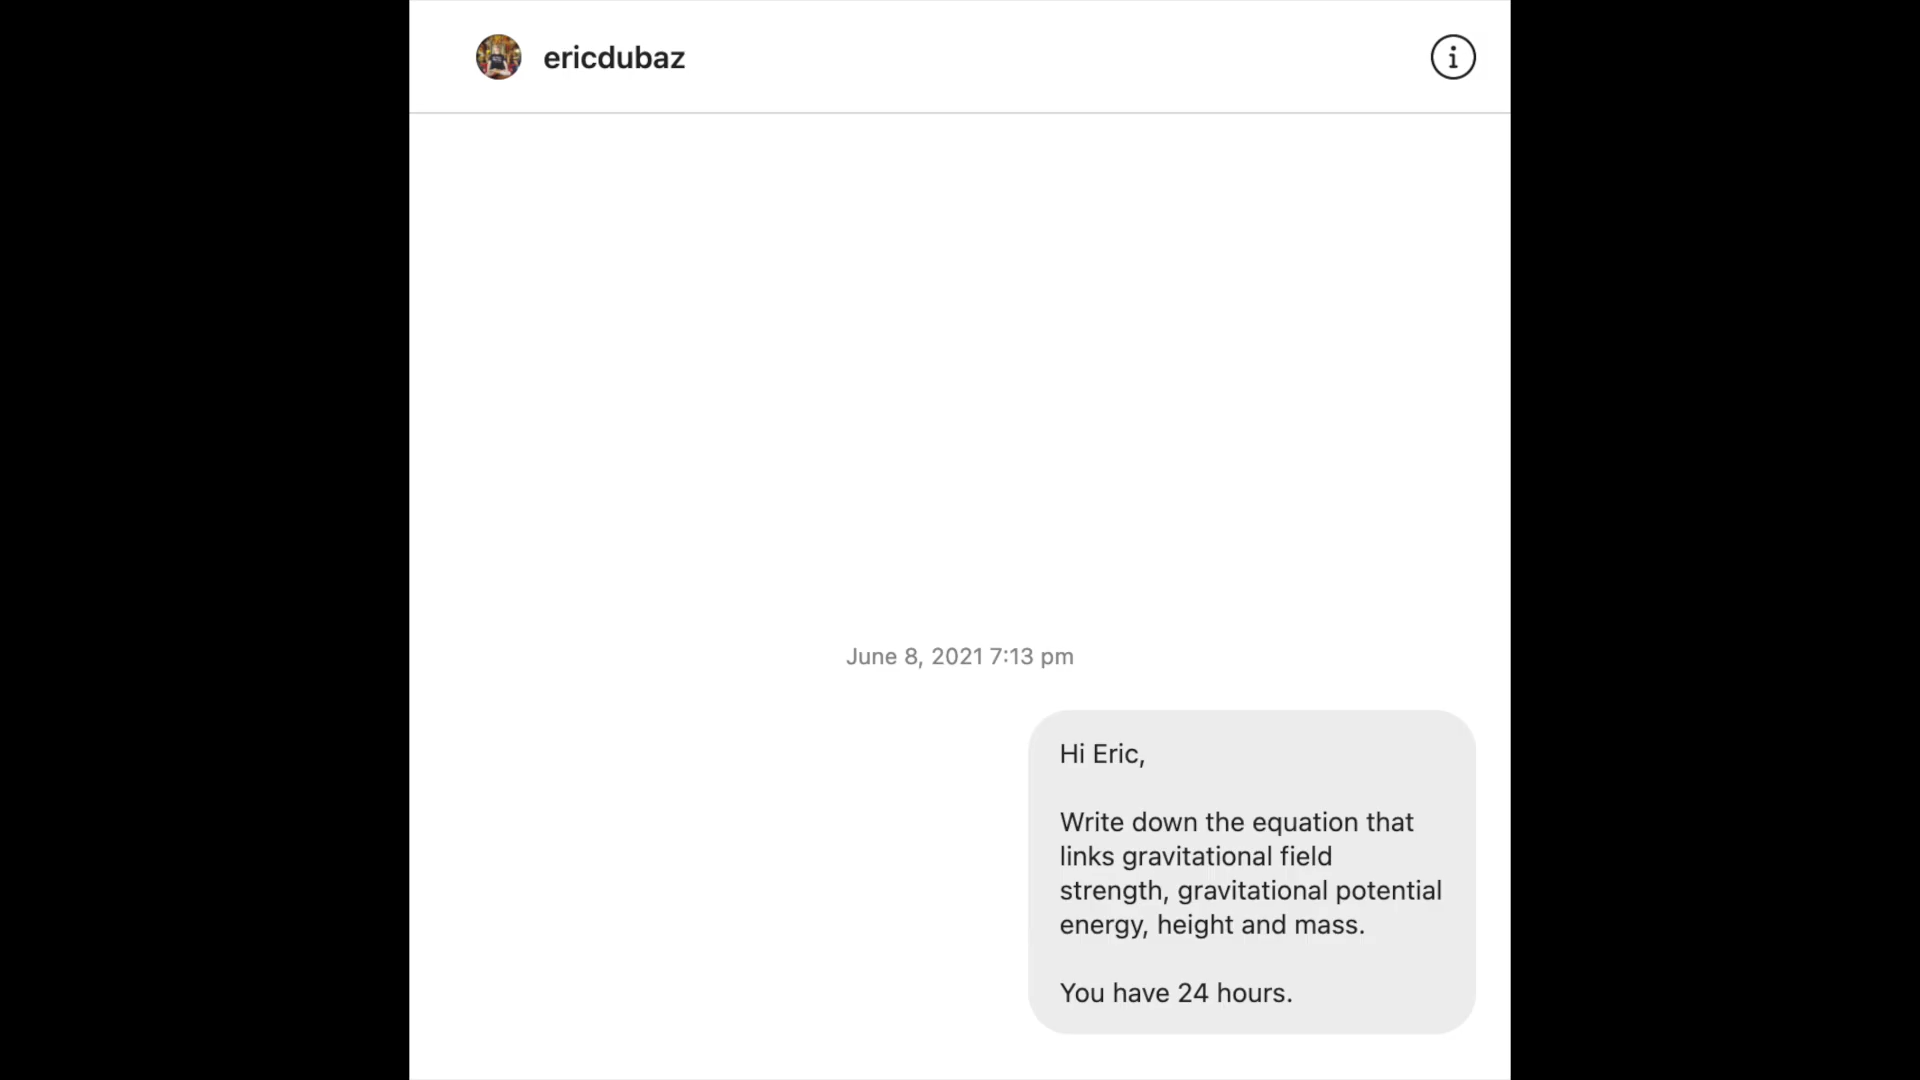 ericdubaz
June 8, 2021 7:13 pm
Hi Eric,
Write down the equation that
links gravitational field
strength, gravitational potential
energy, height and mass.
You have 24 hours.